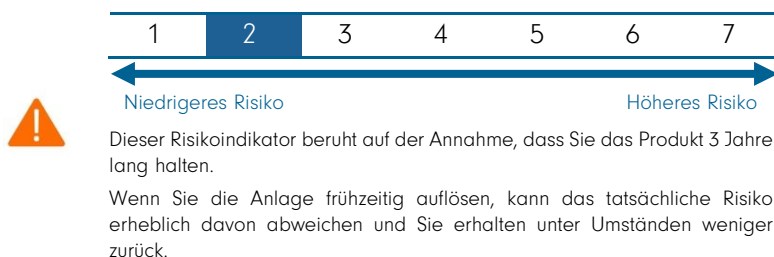 1 2 3 4 5 6 7
Niedrigeres Risiko Höheres Risiko
Dieser Risikoindikator beruht auf der Annahme, dass Sie das Produkt 3 Jahre
lang halten.
Wenn Sie die Anlage frühzeitig auflösen, kann das tatsächliche Risiko
erheblich davon abweichen und Sie erhalten unter Umständen weniger
zurück.